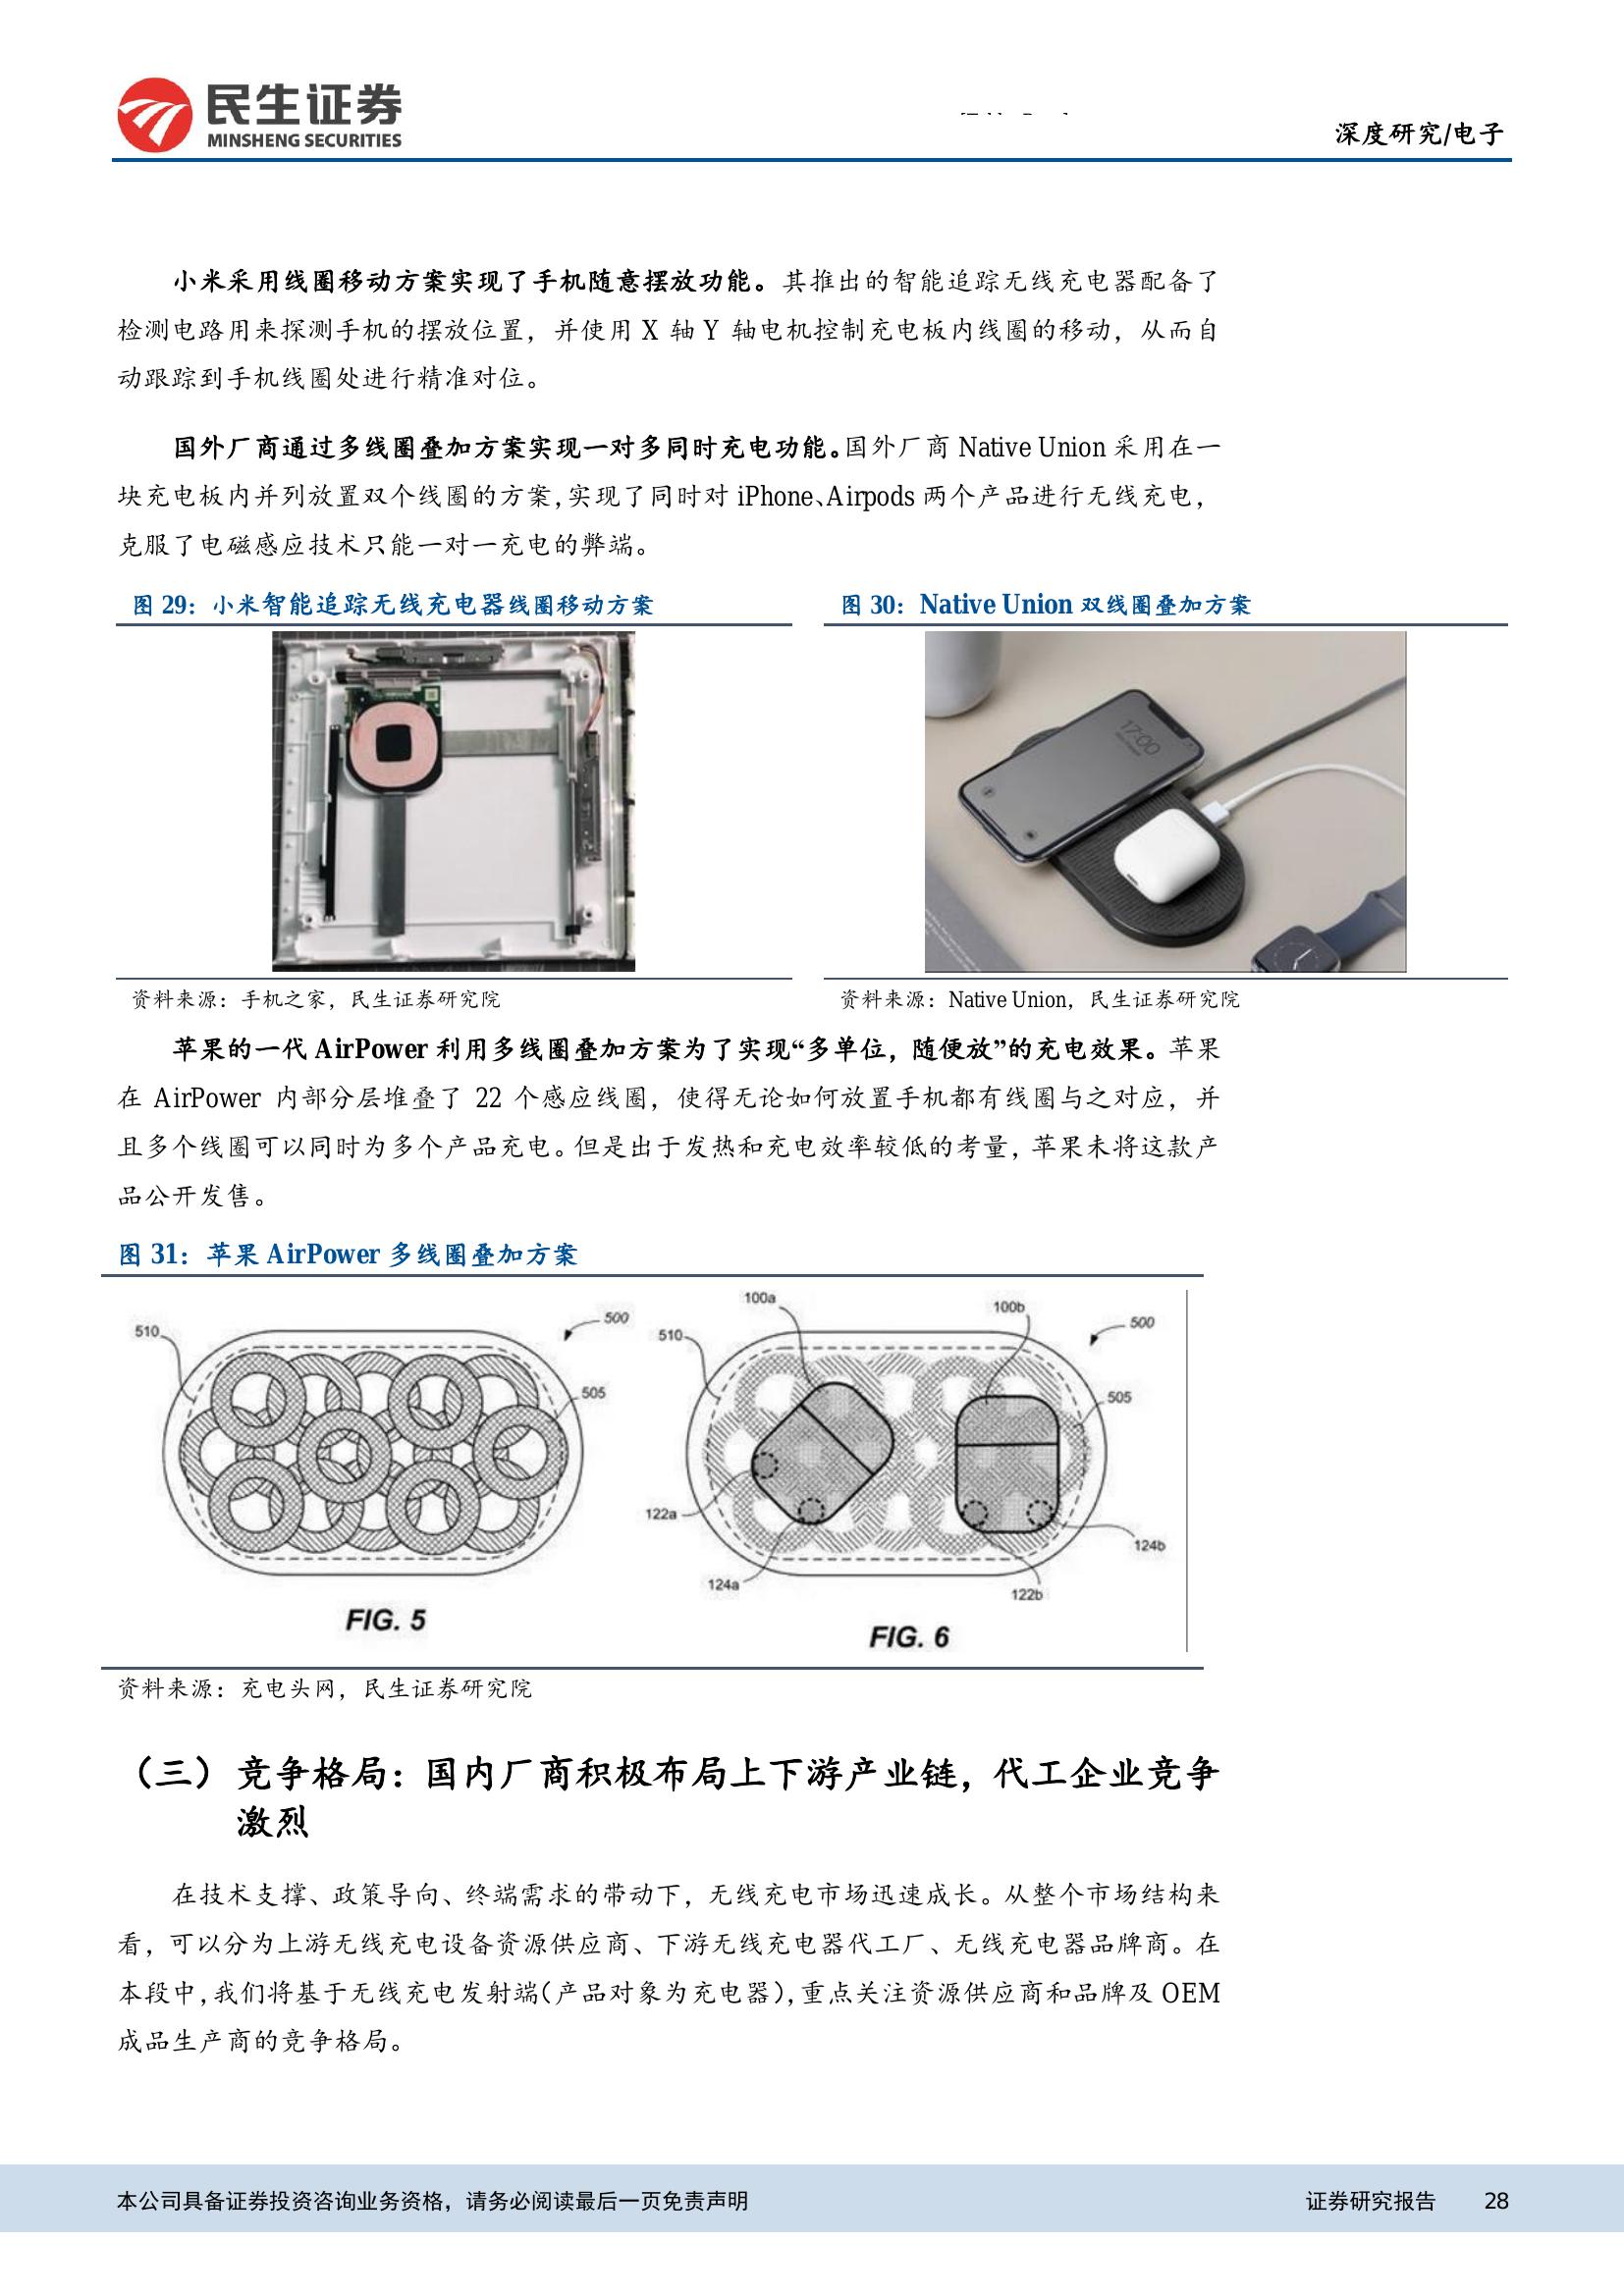 民生证券
MINSHENG SECURITIES
深度研究/电子
小米采用线圈移动方案实现了手机随意摆放功能。其推出的智能追踪无线充电器配备了
检测电路用来探测手机的摆放位置，并使用 X 轴 Y 轴电机控制充电板内线圈的移动，从而自
动跟踪到手机线圈处进行精准对位。
国外厂商通过多线圈叠加方案实现一对多同时充电功能。国外厂商 Native Union 采用在一
块充电板内并列放置双个线圈的方案，实现了同时对 iPhone、Airpods 两个产品进行无线充电，
克服了电磁感应技术只能一对一充电的弊端。
图 29：小米智能追踪无线充电器线圈移动方案
图 30：Native Union 双线圈叠加方案
17:00
资料来源：手机之家，民生证券研究院
资料来源：Native Union，民生证券研究院
苹果的一代 AirPower 利用多线圈叠加方案为了实现“多单位，随便放”的充电效果。苹果
在 AirPower 内部分层堆叠了 22 个感应线圈，使得无论如何放置手机都有线圈与之对应，并
且多个线圈可以同时为多个产品充电。但是出于发热和充电效率较低的考量，苹果未将这款产
品公开发售。
图 31：苹果 AirPower 多线圈叠加方案
510
500
505
FIG. 5
100a
100b
510
500
505
122a
124a
124b
122b
FIG. 6
资料来源：充电头网，民生证券研究院
（三） 竞争格局：国内厂商积极布局上下游产业链，代工企业竞争
激烈
在技术支撑、政策导向、终端需求的带动下，无线充电市场迅速成长。从整个市场结构来
看，可以分为上游无线充电设备资源供应商、下游无线充电器代工厂、无线充电器品牌商。在
本段中，我们将基于无线充电发射端（产品对象为充电器），重点关注资源供应商和品牌及 OEM
成品生产商的竞争格局。
本公司具备证券投资咨询业务资格，请务必阅读最后一页免责声明
证券研究报告 28